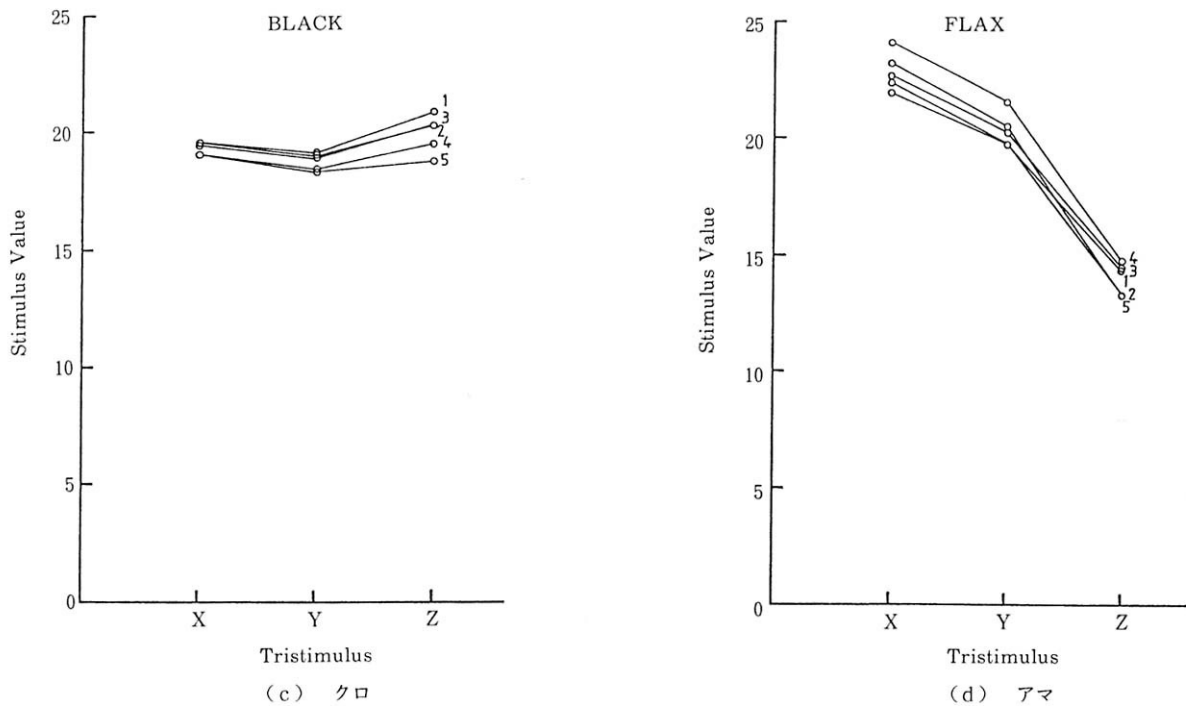 BLACK
25
20
15
10
5
0
Stimulus Value
1
3
2
4
5
X Y Z
Tristimulus
(c) クロ
FLAX
25
20
15
10
5
0
Stimulus Value
4
3
1
2
5
X Y Z
Tristimulus
(d) アマ